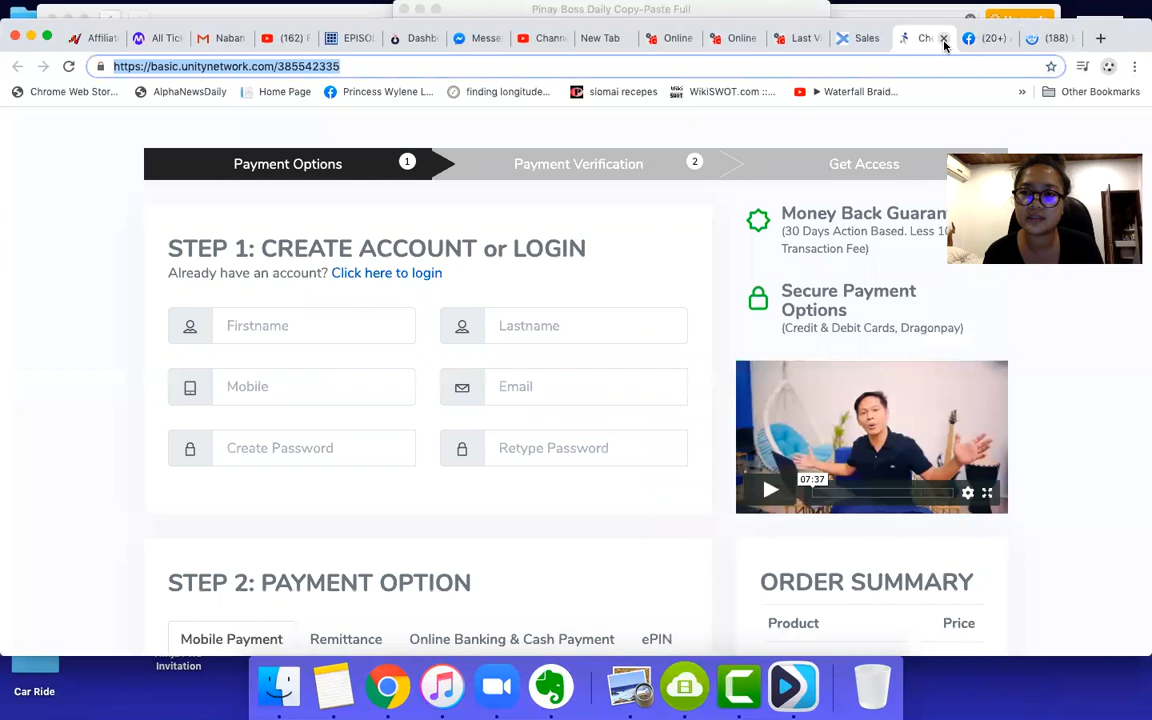 Pinay Boss Daily Copy-Paste Full
Affiliat
All Tic
Naban
(162)
EPISO
Dashb
Messe
Chann
New Tab
Online
Online
Last V
Sales
Che
(20+)
(188)
https://basic.unitynetwork.com/385542335
Chrome Web Stor...
AlphaNewsDaily
Home Page
Princess Wylene L...
finding longitude...
siomai recepes
WikiSWOT.com ::...
► Waterfall Braid...
»
Other Bookmarks
Payment Options 1
Payment Verification 2
Get Access
STEP 1: CREATE ACCOUNT or LOGIN
Already have an account? Click here to login
Firstname
Lastname
Mobile
Email
Create Password
Retype Password
Money Back Guaran
(30 Days Action Based. Less 10
Transaction Fee)
Secure Payment
Options
(Credit & Debit Cards, Dragonpay)
07:37
STEP 2: PAYMENT OPTION
Mobile Payment
Remittance
Online Banking & Cash Payment
ePIN
ORDER SUMMARY
Product
Price
Invitation
Car Ride